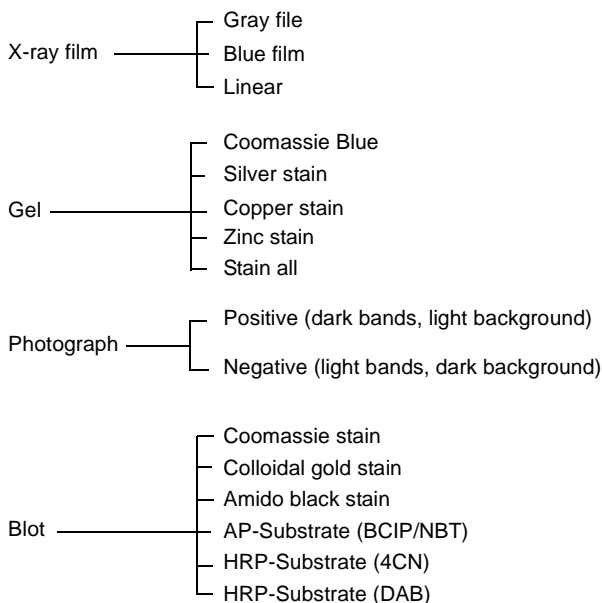 X-ray film
Gray file
Blue film
Linear
Gel
Coomassie Blue
Silver stain
Copper stain
Zinc stain
Stain all
Photograph
Positive (dark bands, light background)
Negative (light bands, dark background)
Blot
Coomassie stain
Colloidal gold stain
Amido black stain
AP-Substrate (BCIP/NBT)
HRP-Substrate (4CN)
HRP-Substrate (DAB)